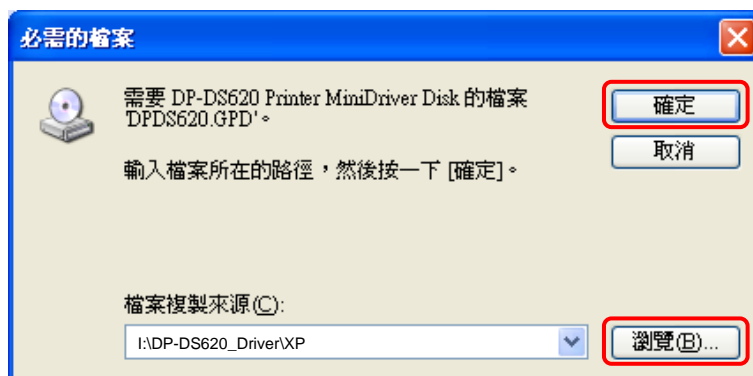 必需的檔案
需要 DP-DS620 Printer MiniDriver Disk 的檔案
'DPDS620.GPD'。
輸入檔案所在的路徑，然後按一下 [確定]。
確定
取消
檔案複製來源(C):
I:\DP-DS620_Driver\XP
瀏覽(B)...